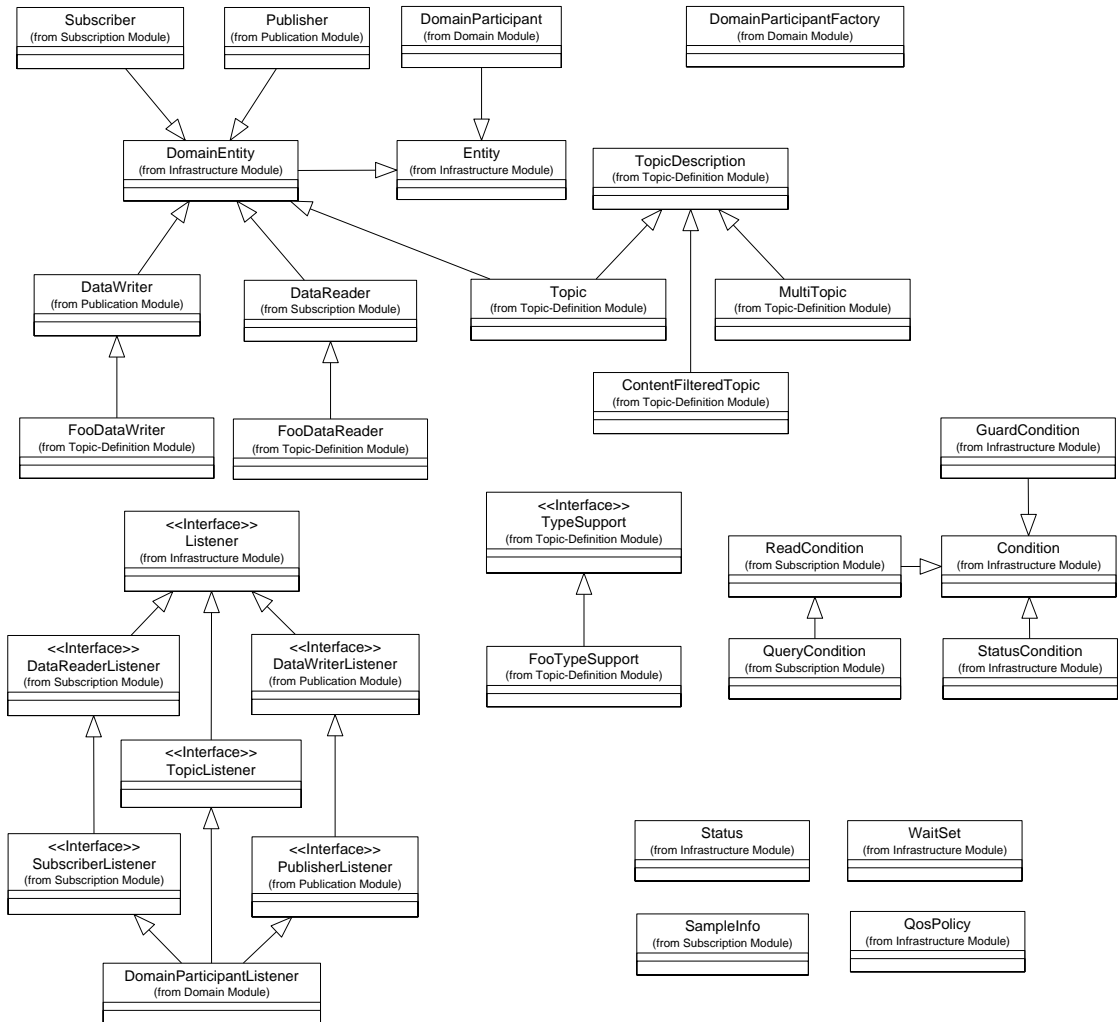 Subscriber
(from Subscription Module)
Publisher
(from Publication Module)
DomainParticipant
(from Domain Module)
DomainParticipantFactory
(from Domain Module)
DomainEntity
(from Infrastructure Module)
Entity
(from Infrastructure Module)
TopicDescription
(from Topic-Definition Module)
DataWriter
(from Publication Module)
DataReader
(from Subscription Module)
Topic
(from Topic-Definition Module)
MultiTopic
(from Topic-Definition Module)
ContentFilteredTopic
(from Topic-Definition Module)
FooDataWriter
(from Topic-Definition Module)
FooDataReader
(from Topic-Definition Module)
GuardCondition
(from Infrastructure Module)
<<Interface>>
Listener
(from Infrastructure Module)
<<Interface>>
TypeSupport
(from Topic-Definition Module)
ReadCondition
(from Subscription Module)
Condition
(from Infrastructure Module)
<<Interface>>
DataReaderListener
(from Subscription Module)
<<Interface>>
DataWriterListener
(from Publication Module)
FooTypeSupport
(from Topic-Definition Module)
QueryCondition
(from Subscription Module)
StatusCondition
(from Infrastructure Module)
<<Interface>>
TopicListener
<<Interface>>
SubscriberListener
(from Subscription Module)
<<Interface>>
PublisherListener
(from Publication Module)
Status
(from Infrastructure Module)
WaitSet
(from Infrastructure Module)
SampleInfo
(from Subscription Module)
QosPolicy
(from Infrastructure Module)
DomainParticipantListener
(from Domain Module)